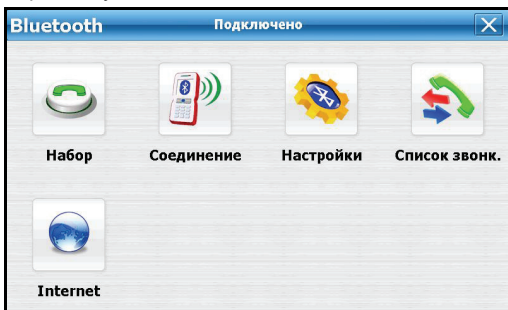 Bluetooth Подключено
Набор Соединение Настройки Список звонк.
Internet